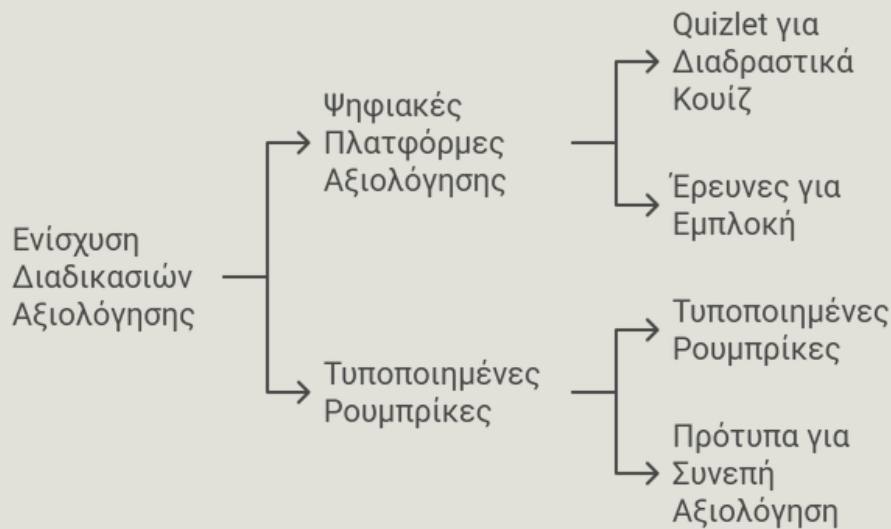 Ενίσχυση
Διαδικασιών
Αξιολόγησης
Ψηφιακές
Πλατφόρμες
Αξιολόγησης
Quizlet για
Διαδραστικά
Κουίζ
Έρευνες για
Εμπλοκή
Τυποποιημένες
Ρουμπρίκες
Τυποποιημένες
Ρουμπρίκες
Πρότυπα για
Συνεπή
Αξιολόγηση